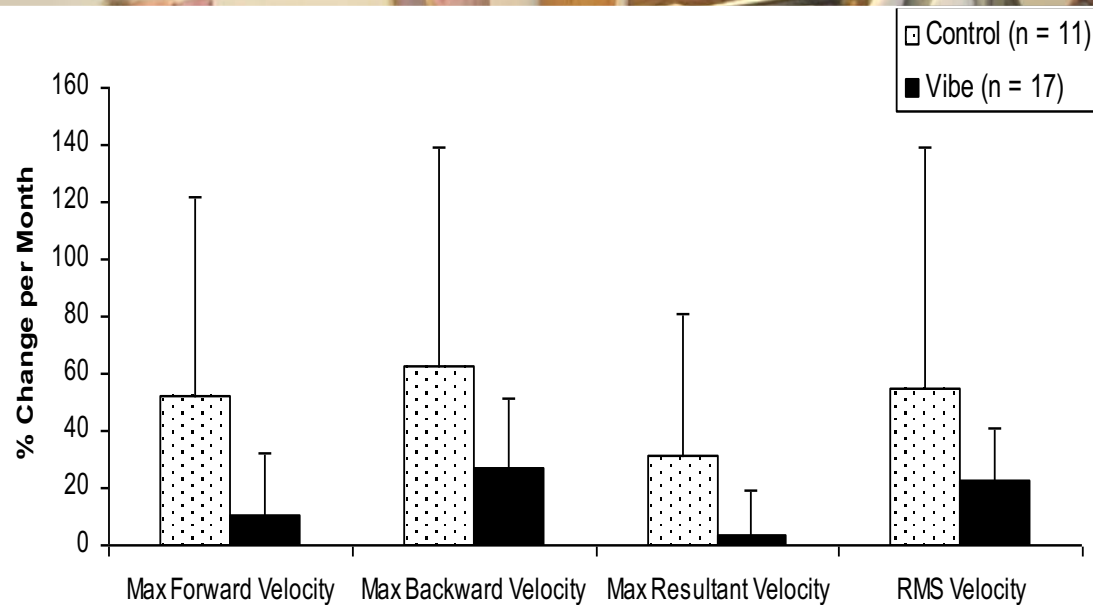 Control (n = 11)
Vibe (n = 17)
160
140
120
100
80
60
40
20
0
% Change per Month
Max Forward Velocity
Max Backward Velocity
Max Resultant Velocity
RMS Velocity